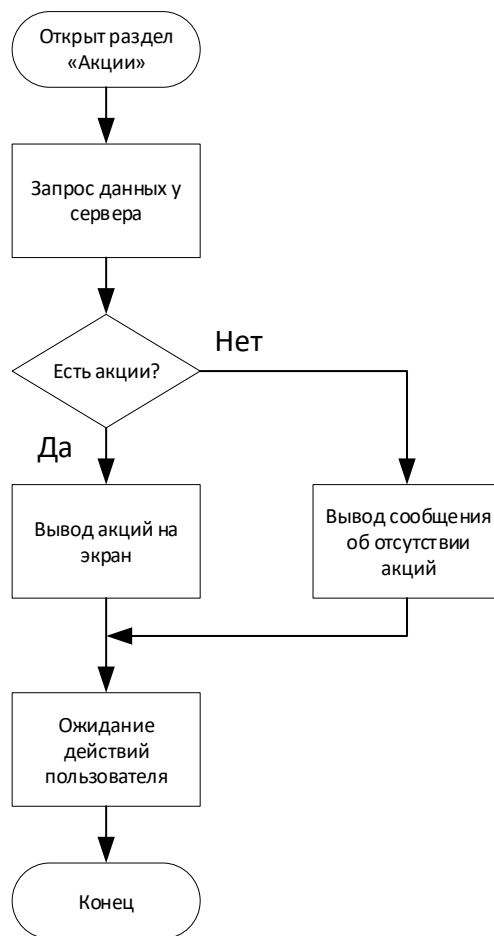 Открыт раздел
«Акции»
Запрос данных у
сервера
Нет
Есть акции?
Да
Вывод акций на
экран
Вывод сообщения
об отсутствии
акций
Ожидание
действий
пользователя
Конец